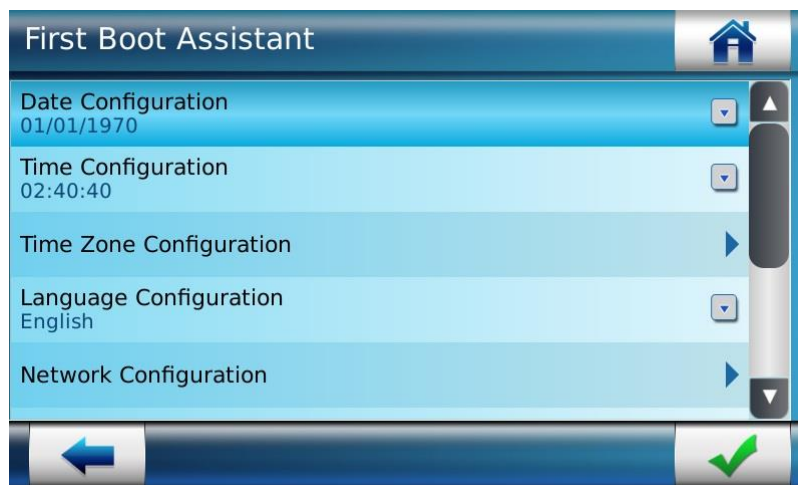 First Boot Assistant
Date Configuration
01/01/1970
Time Configuration
02:40:40
Time Zone Configuration
Language Configuration
English
Network Configuration